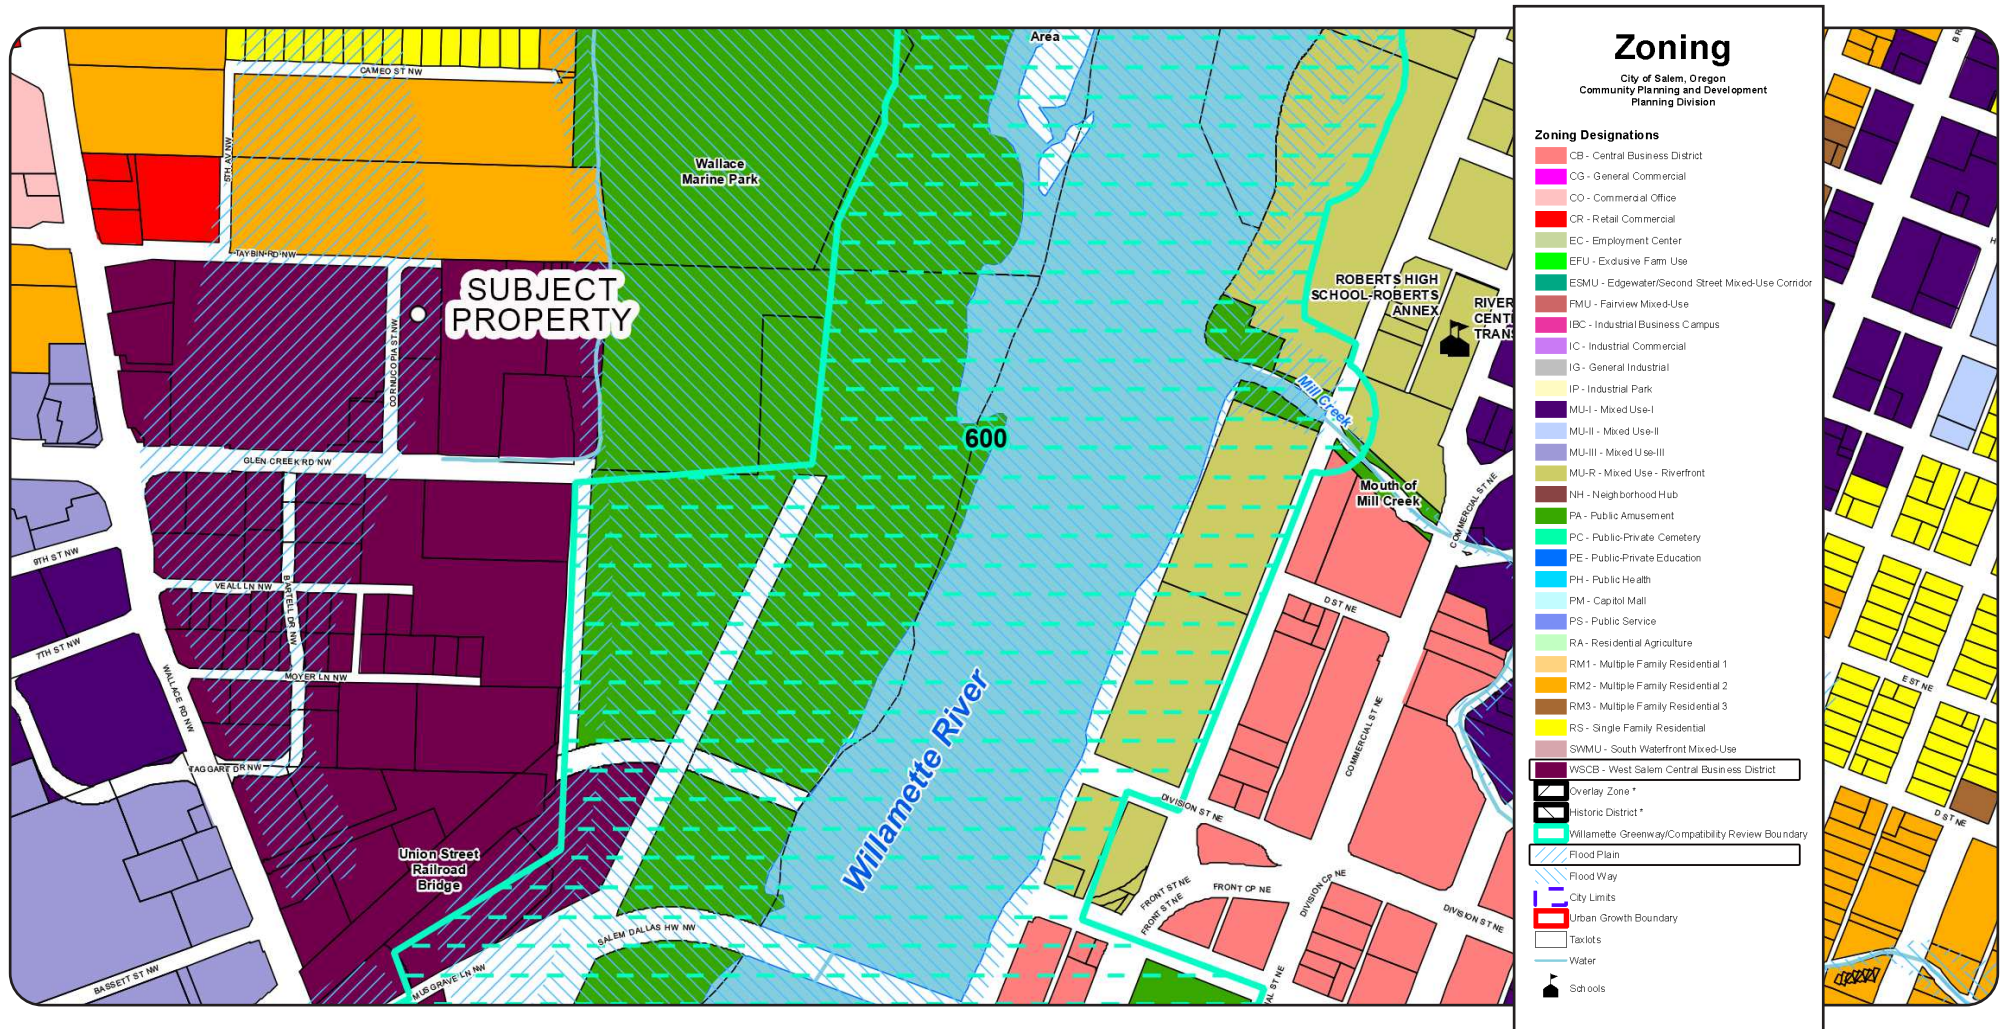 Area
CAMEO ST NW
5TH AV NW
Wallace
Marine Park
TAYBIN RD NW
SUBJECT
PROPERTY
CORNUCOPIA ST NW
ROBERTS HIGH
SCHOOL-ROBERTS
ANNEX
RIVER
CENT
TRAN
Mill Creek
600
GLEN CREEK RD NW
Mouth of
Mill Creek
COMMERCIAL ST NE
9TH ST NW
VEALL LN NW
BARTELL DR NW
D ST NE
7TH ST NW
WALLACE RD NW
MOYER LN NW
E ST NE
Willamette River
COMMERCIAL ST NE
TAGGART DR NW
DIVISION ST NE
D ST NE
Union Street
Railroad
Bridge
FRONT ST NE
FRONT ST NE
FRONT CP NE
DIVISION CP NE
DIVISION ST NE
SALEM DALLAS HW NW
BASSETT ST NW
MUSGRAVE LN NW
AL ST NE
BR
H
Zoning
City of Salem, Oregon
Community Planning and Development
Planning Division
Zoning Designations
CB - Central Business District
CG - General Commercial
CO - Commercial Office
CR - Retail Commercial
EC - Employment Center
EFU - Exclusive Farm Use
ESMU - Edgewater/Second Street Mixed-Use Corridor
FMU - Fairview Mixed-Use
IBC - Industrial Business Campus
IC - Industrial Commercial
IG - General Industrial
IP - Industrial Park
MU-I - Mixed Use-I
MU-II - Mixed Use-II
MU-III - Mixed Use-III
MU-R - Mixed Use - Riverfront
NH - Neighborhood Hub
PA - Public Amusement
PC - Public-Private Cemetery
PE - Public-Private Education
PH - Public Health
PM - Capitol Mall
PS - Public Service
RA - Residential Agriculture
RM1 - Multiple Family Residential 1
RM2 - Multiple Family Residential 2
RM3 - Multiple Family Residential 3
RS - Single Family Residential
SWMU - South Waterfront Mixed-Use
WSCB - West Salem Central Business District
Overlay Zone *
Historic District *
Willamette Greenway/Compatibility Review Boundary
Flood Plain
Flood Way
City Limits
Urban Growth Boundary
Taxlots
Water
Schools